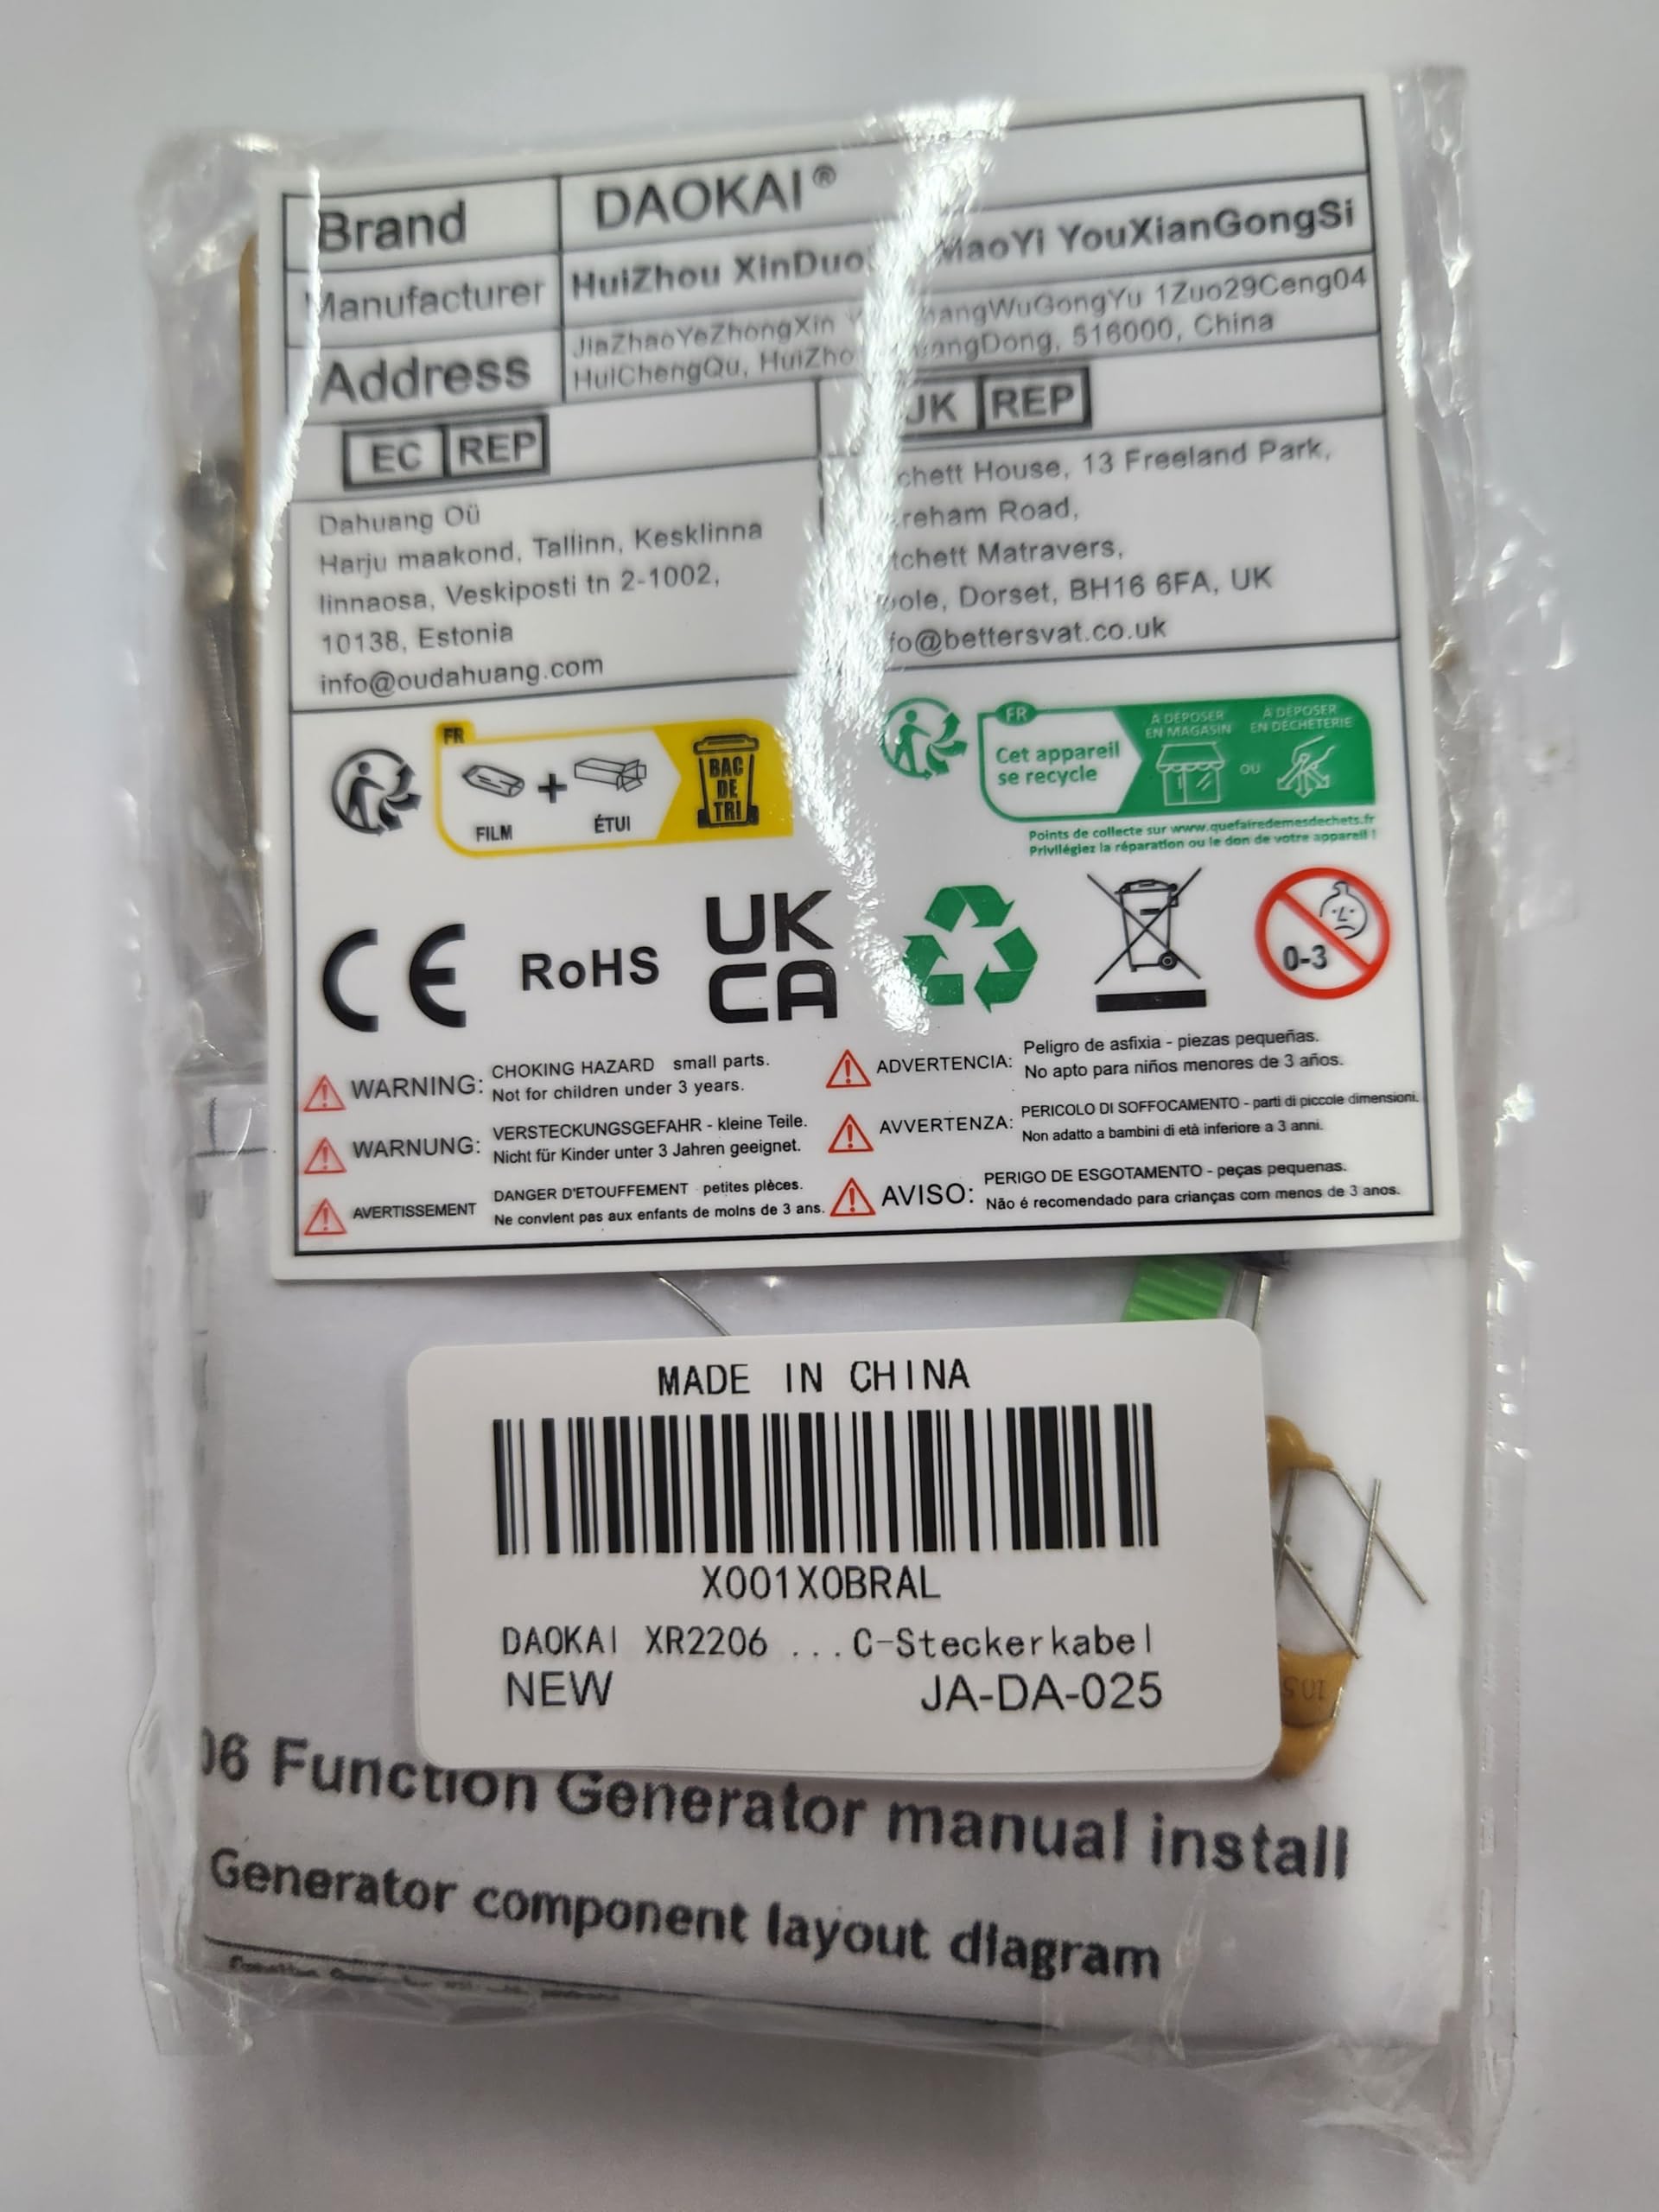 Brand DAOKAI®
Manufacturer HuiZhou XinDuo MaoYi YouXianGongSi
Address JiaZhaoYeZhongXin angWuGongYu 1Zuo29Ceng04
HuiChengQu, HuiZho angDong, 516000, China
EC REP
UK REP
Dahuang Oü
Harju maakond, Tallinn, Kesklinna
linnaosa, Veskiposti tn 2-1002,
10138, Estonia
info@oudahuang.com
chett House, 13 Freeland Park,
reham Road,
tchett Matravers,
ole, Dorset, BH16 6FA, UK
fo@bettersvat.co.uk
FR
FILM + ÉTUI
BAC
DE
TRI
FR
Cet appareil
se recycle
À DÉPOSER
EN MAGASIN
OU
À DÉPOSER
EN DÉCHÈTERIE
Points de collecte sur www.quefairedemesdechets.fr
Privilégiez la réparation ou le don de votre appareil !
CE RoHS UK
CA
0-3
WARNING: CHOKING HAZARD small parts.
Not for children under 3 years.
WARNUNG: VERSTECKUNGSGEFAHR - kleine Teile.
Nicht für Kinder unter 3 Jahren geeignet.
AVERTISSEMENT DANGER D'ETOUFFEMENT petites plèces.
Ne convlent pas aux enfants de molns de 3 ans.
ADVERTENCIA: Peligro de asfixia - piezas pequeñas.
No apto para niños menores de 3 años.
AVVERTENZA: PERICOLO DI SOFFOCAMENTO - parti di piccole dimensioni.
Non adatto a bambini di età inferiore a 3 anni.
AVISO: PERIGO DE ESGOTAMENTO - peças pequenas.
Não é recomendado para crianças com menos de 3 anos.
MADE IN CHINA
X001X0BRAL
DAOKAI XR2206 ...C-Steckerkabel
NEW JA-DA-025
105
06 Function Generator manual install
Generator component layout diagram